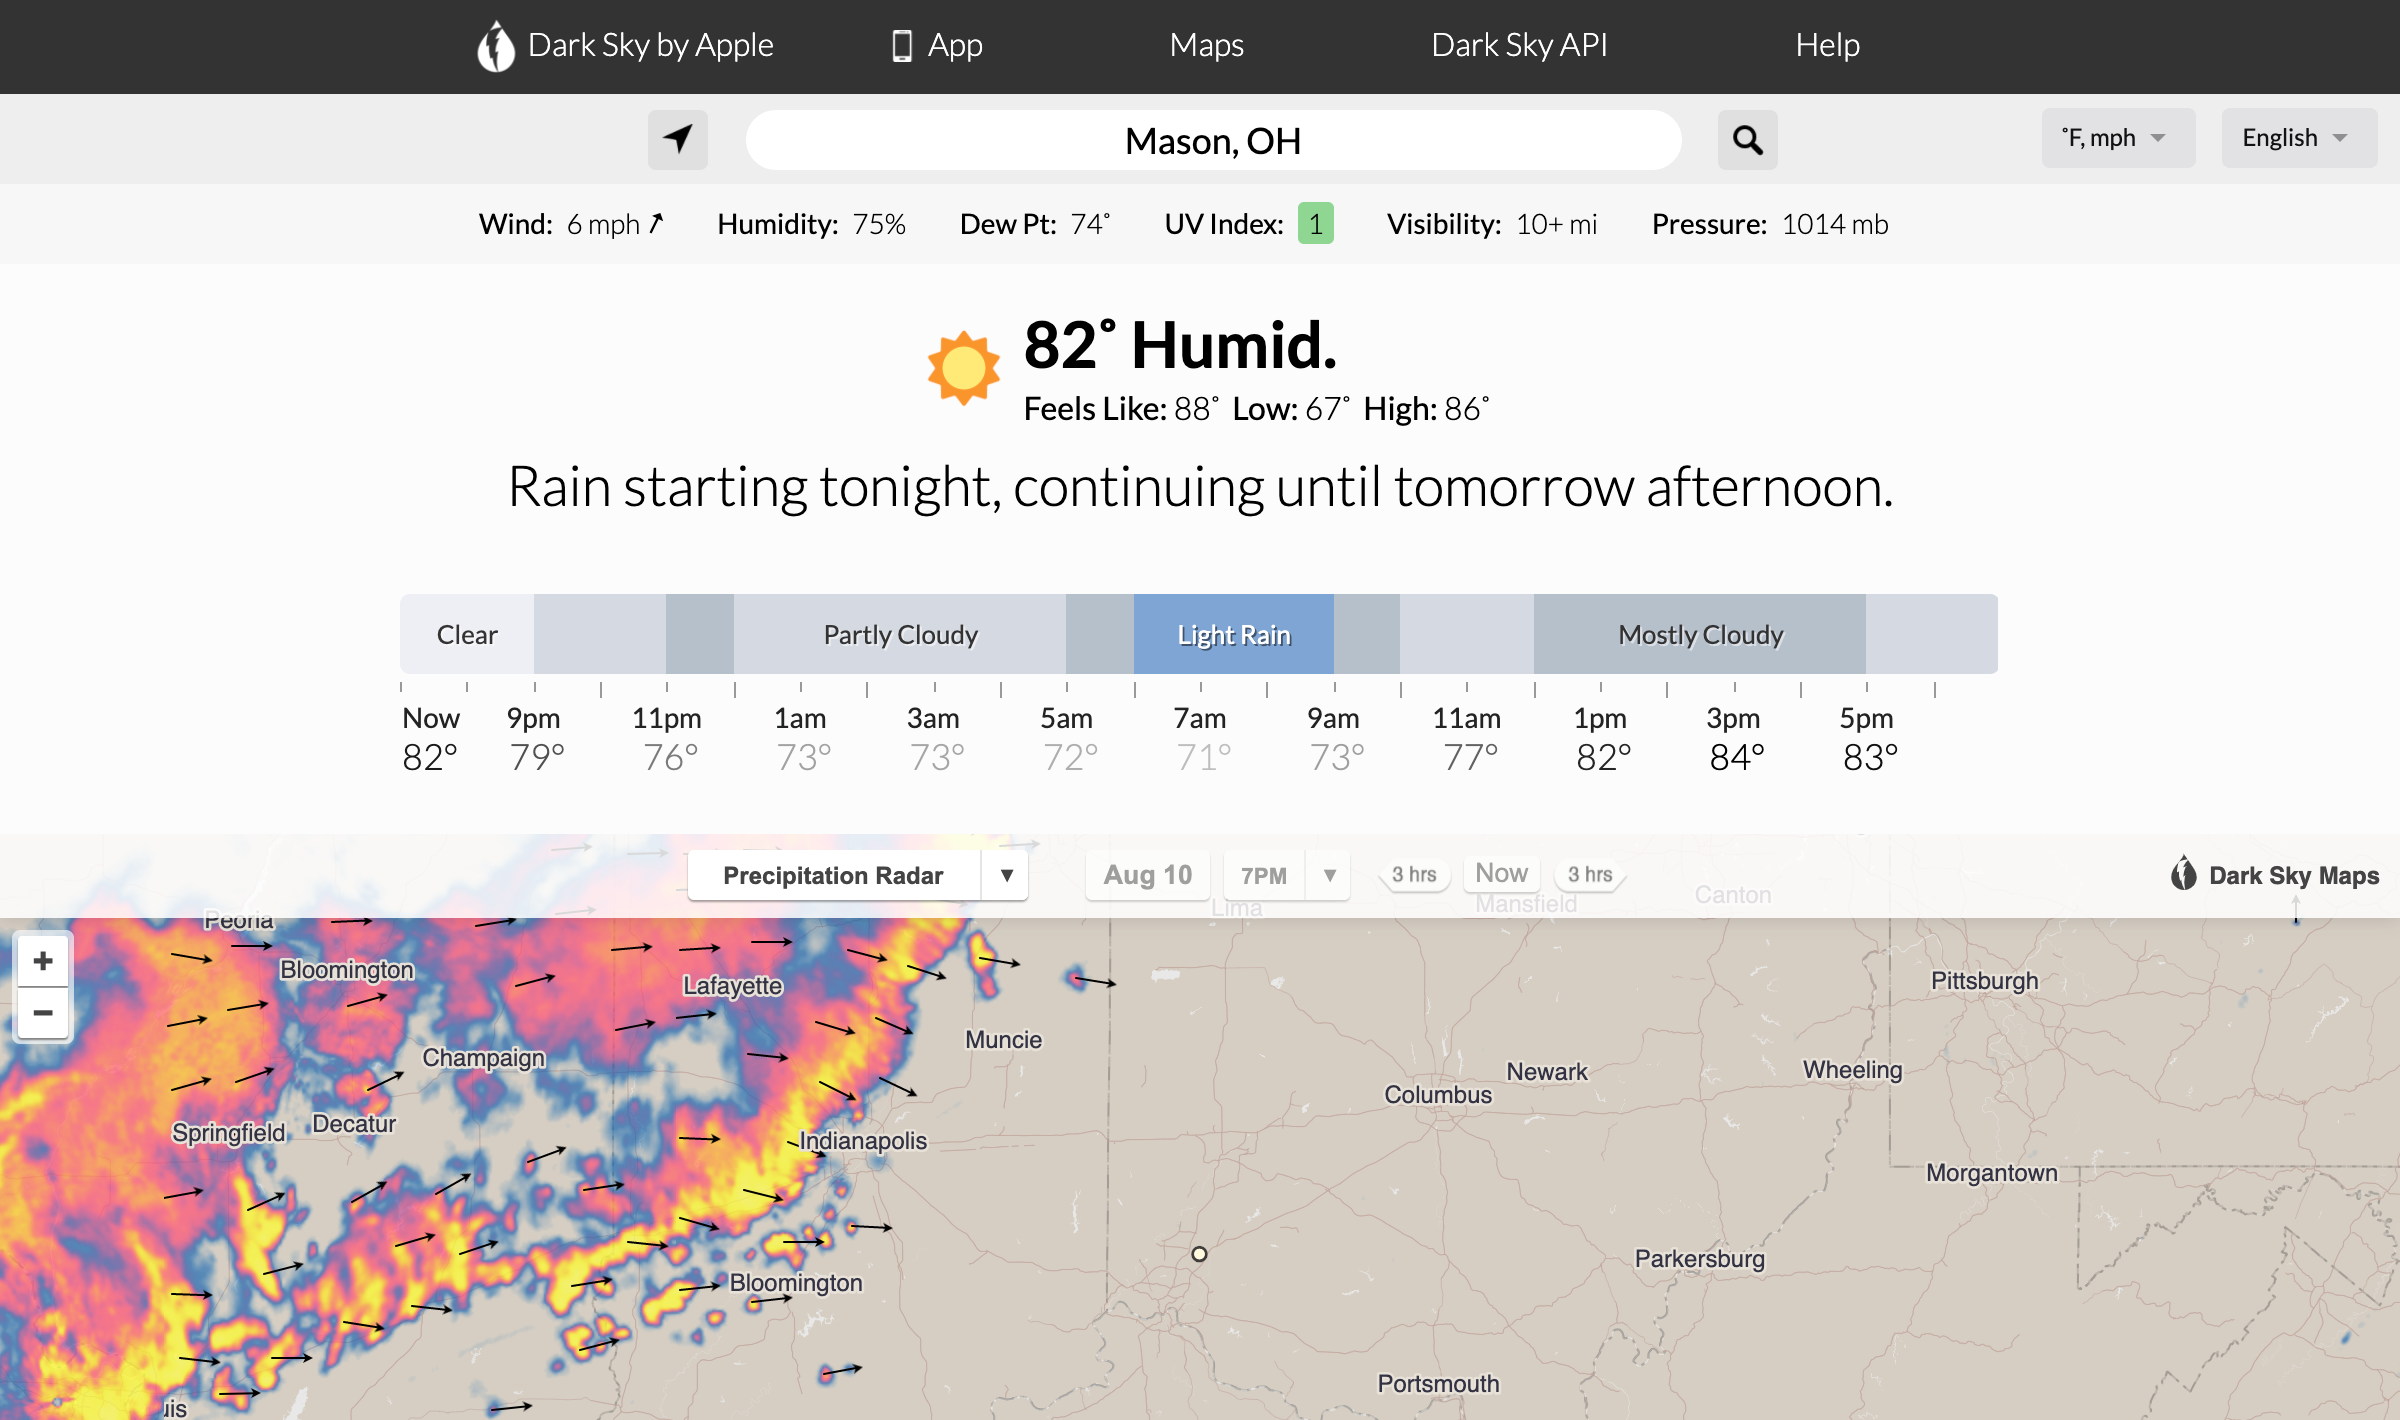 Dark Sky by Apple App Maps Dark Sky API Help
Mason, OH ˚F, mph English
Wind: 6 mph Humidity: 75% Dew Pt: 74˚ UV Index: 1 Visibility: 10+ mi Pressure: 1014 mb
82˚ Humid.
Feels Like: 88˚ Low: 67˚ High: 86˚
Rain starting tonight, continuing until tomorrow afternoon.
Clear Partly Cloudy Light Rain Mostly Cloudy
Now 9pm 11pm 1am 3am 5am 7am 9am 11am 1pm 3pm 5pm
82° 79° 76° 73° 73° 72° 71° 73° 77° 82° 84° 83°
Precipitation Radar ▼ Aug 10 7PM ▼ 3 hrs Now 3 hrs Dark Sky Maps
Canton
Lima Mansfield
Peoria
+
Bloomington
Lafayette
Pittsburgh
−
Muncie
Champaign
Newark
Wheeling
Columbus
Decatur
Springfield
Indianapolis
Morgantown
Parkersburg
Bloomington
Portsmouth
uis